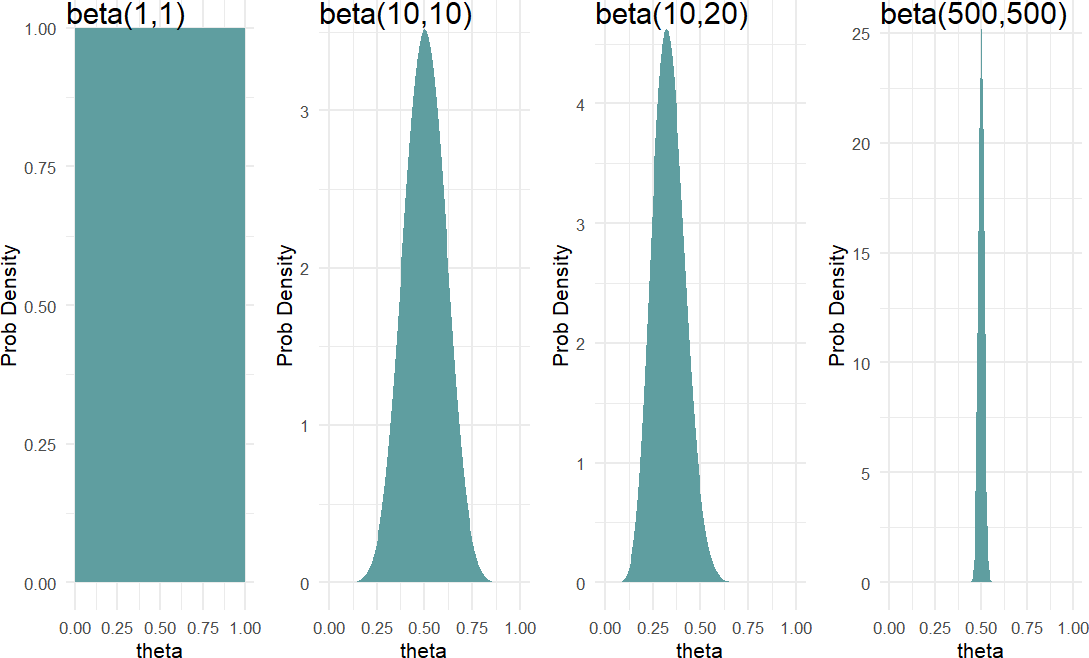 beta(1,1)
Prob Density
1.00
0.75
0.50
0.25
0.00
0.00 0.25 0.50 0.75 1.00
theta
beta(10,10)
Prob Density
3
2
1
0
0.00 0.25 0.50 0.75 1.00
theta
beta(10,20)
Prob Density
4
3
2
1
0
0.00 0.25 0.50 0.75 1.00
theta
beta(500,500)
Prob Density
25
20
15
10
5
0
0.00 0.25 0.50 0.75 1.00
theta